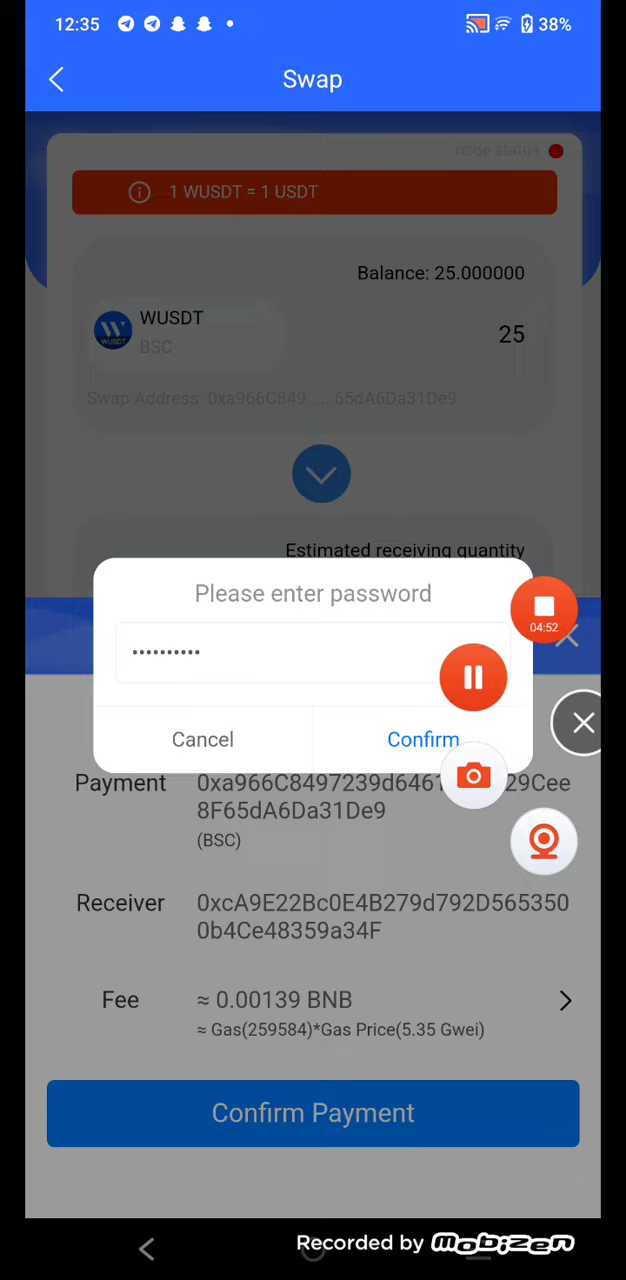 12:35
38%
Swap
node status
1 WUSDT = 1 USDT
Balance: 25.000000
WUSDT
25
BSC
Swap Address: 0xa966C849 .... 65dA6Da31De9
Estimated receiving quantity
Please enter password
••••••••••
04:52
Cancel
Confirm
Payment
0xa966C8497239d646 29Cee
8F65dA6Da31De9
(BSC)
Receiver
0xcA9E22Bc0E4B279d792D565350
0b4Ce48359a34F
Fee
≈ 0.00139 BNB
≈ Gas(259584)*Gas Price(5.35 Gwei)
Confirm Payment
Recorded by mobizen